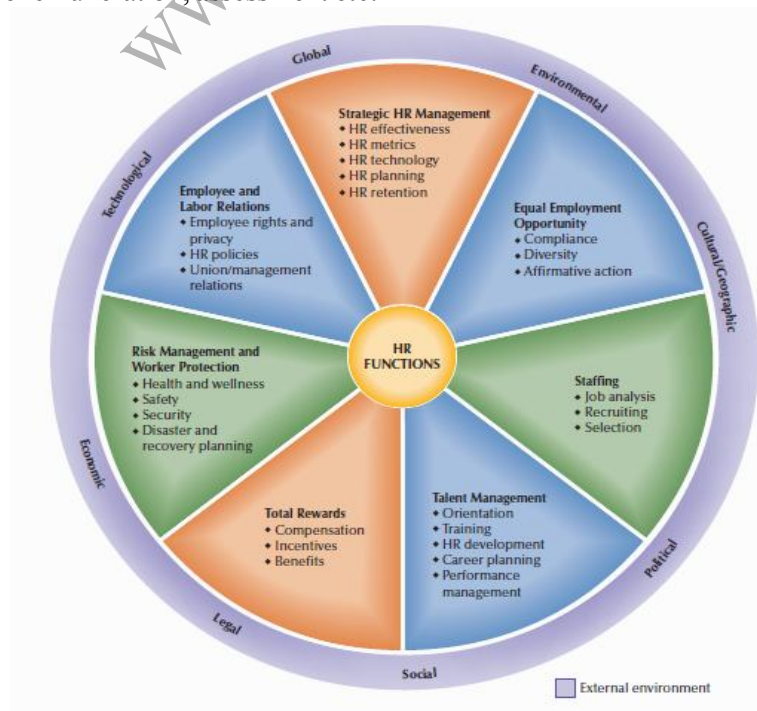 Global
Environmental
Technological
Cultural/Geographic
Economic
Political
Legal
Social
Strategic HR Management
◆ HR effectiveness
◆ HR metrics
◆ HR technology
◆ HR planning
◆ HR retention
Employee and
Labor Relations
◆ Employee rights and
privacy
◆ HR policies
◆ Union/management
relations
Equal Employment
Opportunity
◆ Compliance
◆ Diversity
◆ Affirmative action
HR
FUNCTIONS
Risk Management and
Worker Protection
◆ Health and wellness
◆ Safety
◆ Security
◆ Disaster and
recovery planning
Staffing
◆ Job analysis
◆ Recruiting
◆ Selection
Total Rewards
◆ Compensation
◆ Incentives
◆ Benefits
Talent Management
◆ Orientation
◆ Training
◆ HR development
◆ Career planning
◆ Performance
management
External environment